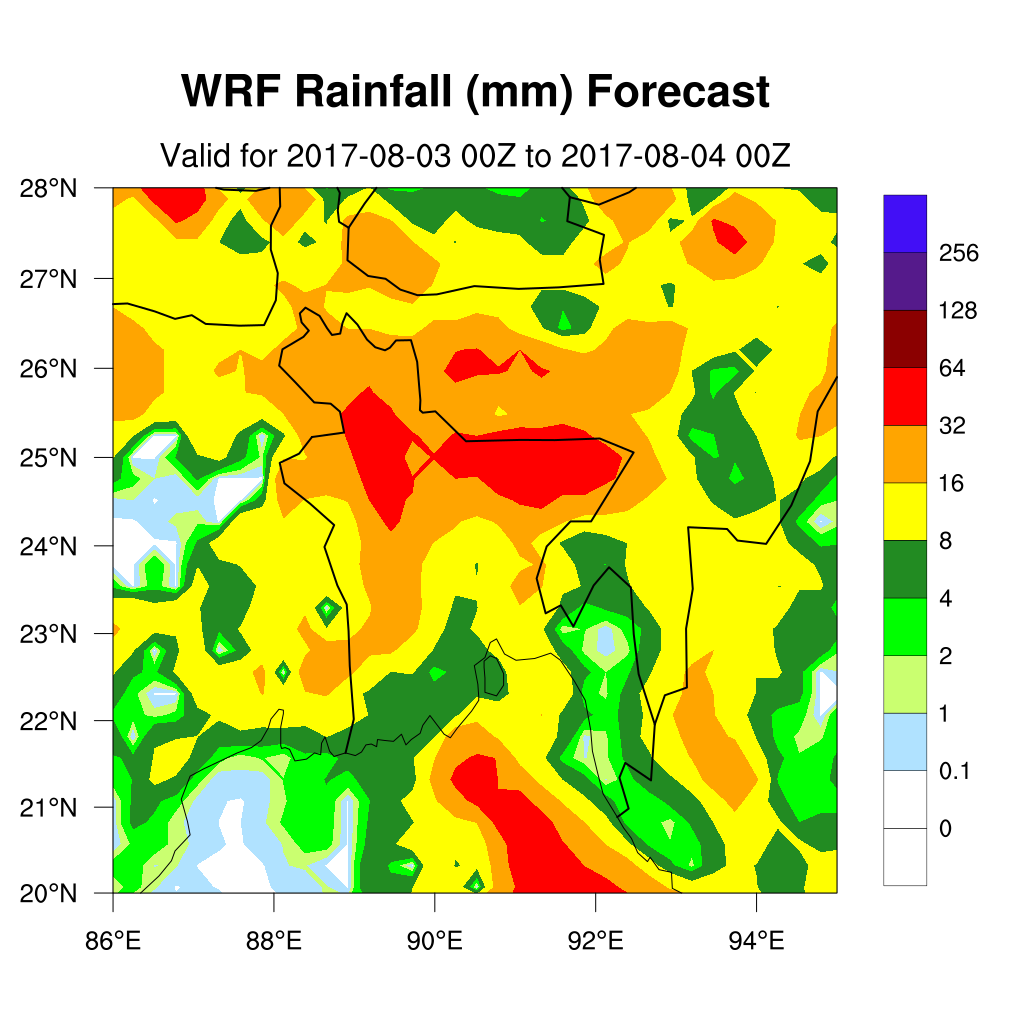 WRF Rainfall (mm) Forecast
Valid for 2017-08-03 00Z to 2017-08-04 00Z
28°N
27°N
26°N
25°N
24°N
23°N
22°N
21°N
20°N
86°E 88°E 90°E 92°E 94°E
256
128
64
32
16
8
4
2
1
0.1
0